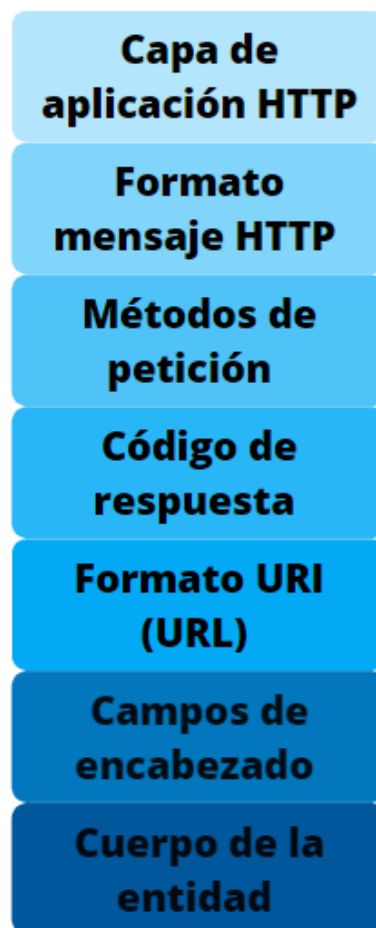 Capa de
aplicación HTTP
Formato
mensaje HTTP
Métodos de
petición
Código de
respuesta
Formato URI
(URL)
Campos de
encabezado
Cuerpo de la
entidad